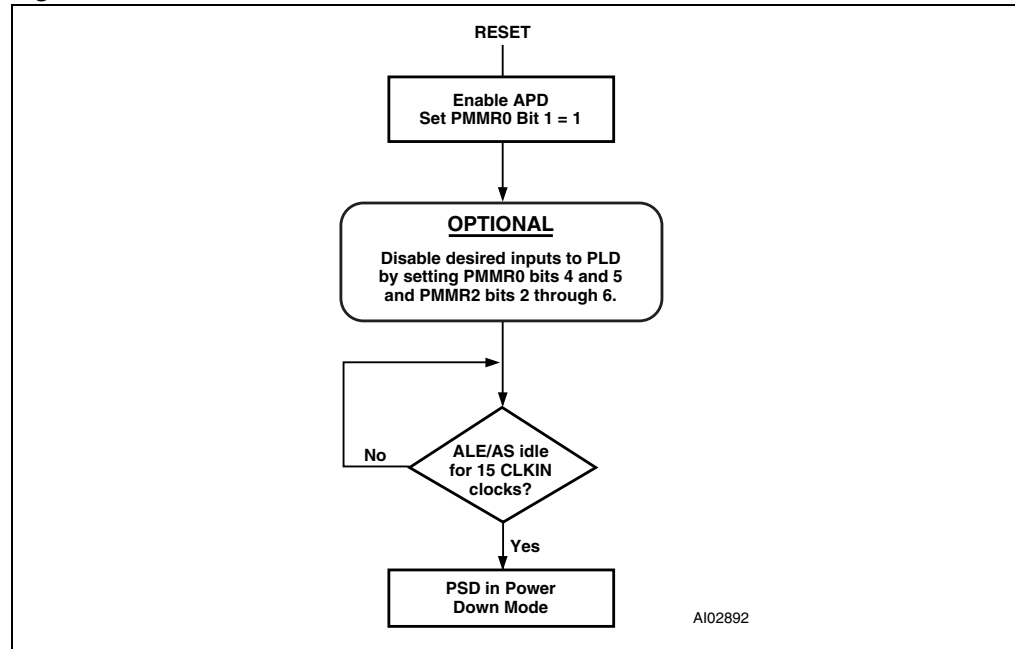 RESET
Enable APD
Set PMMR0 Bit 1 = 1
OPTIONAL
Disable desired inputs to PLD
by setting PMMR0 bits 4 and 5
and PMMR2 bits 2 through 6.
No
ALE/AS idle
for 15 CLKIN
clocks?
Yes
PSD in Power
Down Mode
AI02892